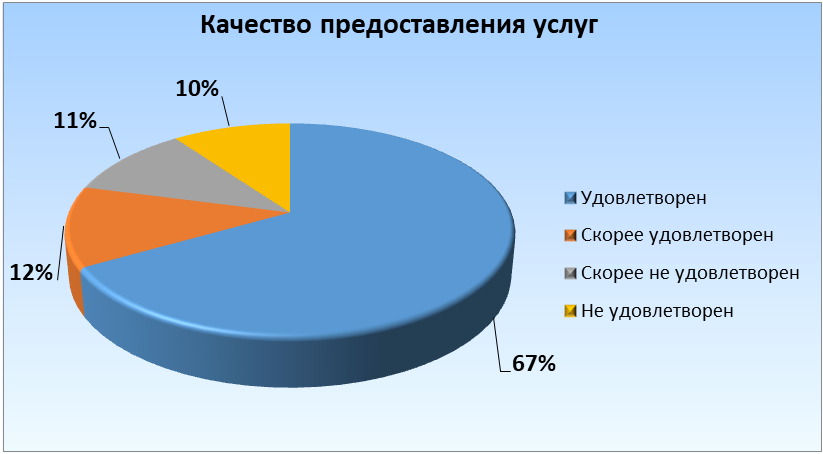 Качество предоставления услуг
10%
11%
12%
67%
Удовлетворен
Скорее удовлетворен
Скорее не удовлетворен
Не удовлетворен